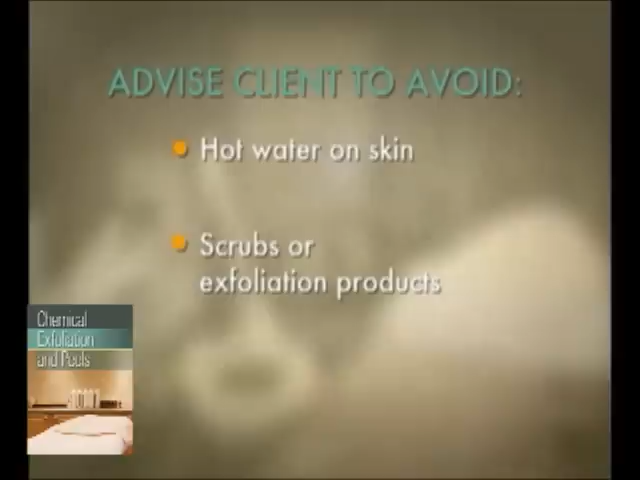 ADVISE CLIENT TO AVOID:
Hot water on skin
Scrubs or
exfoliation products
Chemical
Exfoliation
and Peels